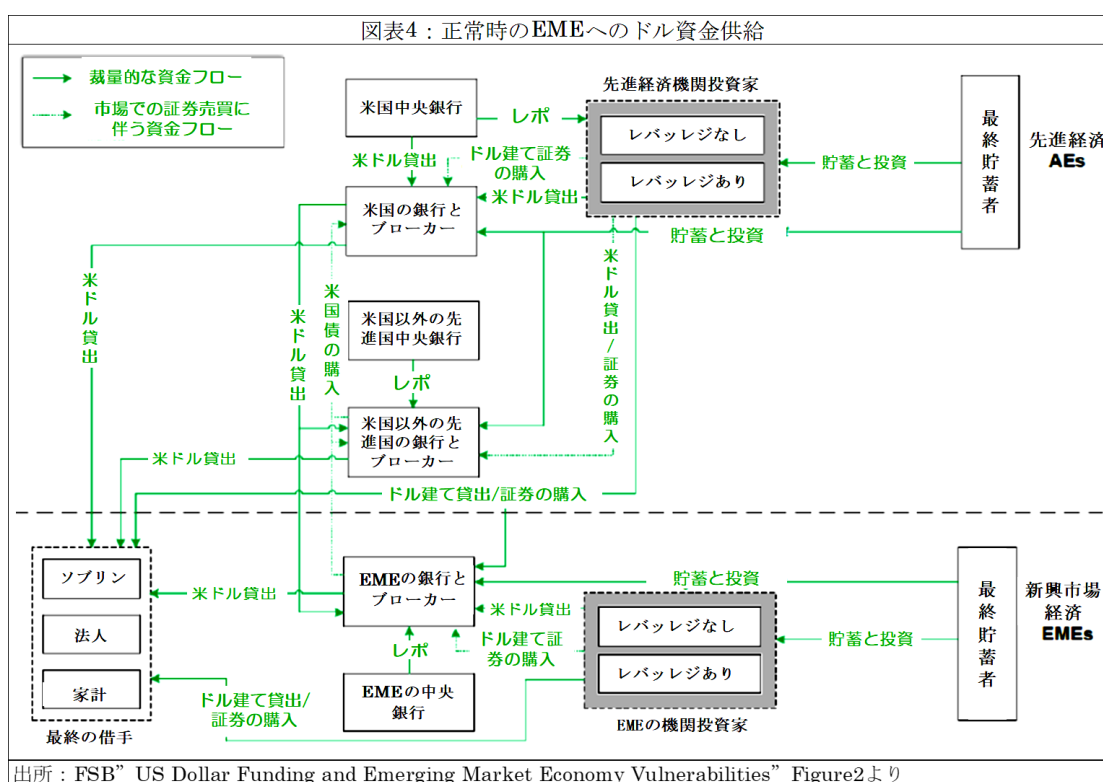 図表4：正常時のEMEへのドル資金供給
裁量的な資金フロー
市場での証券売買に
伴う資金フロー
米国中央銀行
レポ
先進経済機関投資家
レバッレジなし
レバッレジあり
貯蓄と投資
最終貯蓄者
先進経済
AEs
米ドル貸出
ドル建て証券
の購入
米ドル貸出
米国の銀行と
ブローカー
貯蓄と投資
米ドル貸出
米ドル貸出
米国債の購入
米ドル貸出/証券の購入
米国以外の先
進国中央銀行
レポ
米国以外の先
進国の銀行と
ブローカー
米ドル貸出
ドル建て貸出/証券の購入
ソブリン
法人
家計
最終の借手
米ドル貸出
EMEの銀行と
ブローカー
レポ
EMEの中央
銀行
貯蓄と投資
米ドル貸出
ドル建て証
券の購入
レバッレジなし
レバッレジあり
EMEの機関投資家
貯蓄と投資
最終貯蓄者
新興市場
経済
EMEs
ドル建て貸出/
証券の購入
出所：FSB”US Dollar Funding and Emerging Market Economy Vulnerabilities”Figure2より